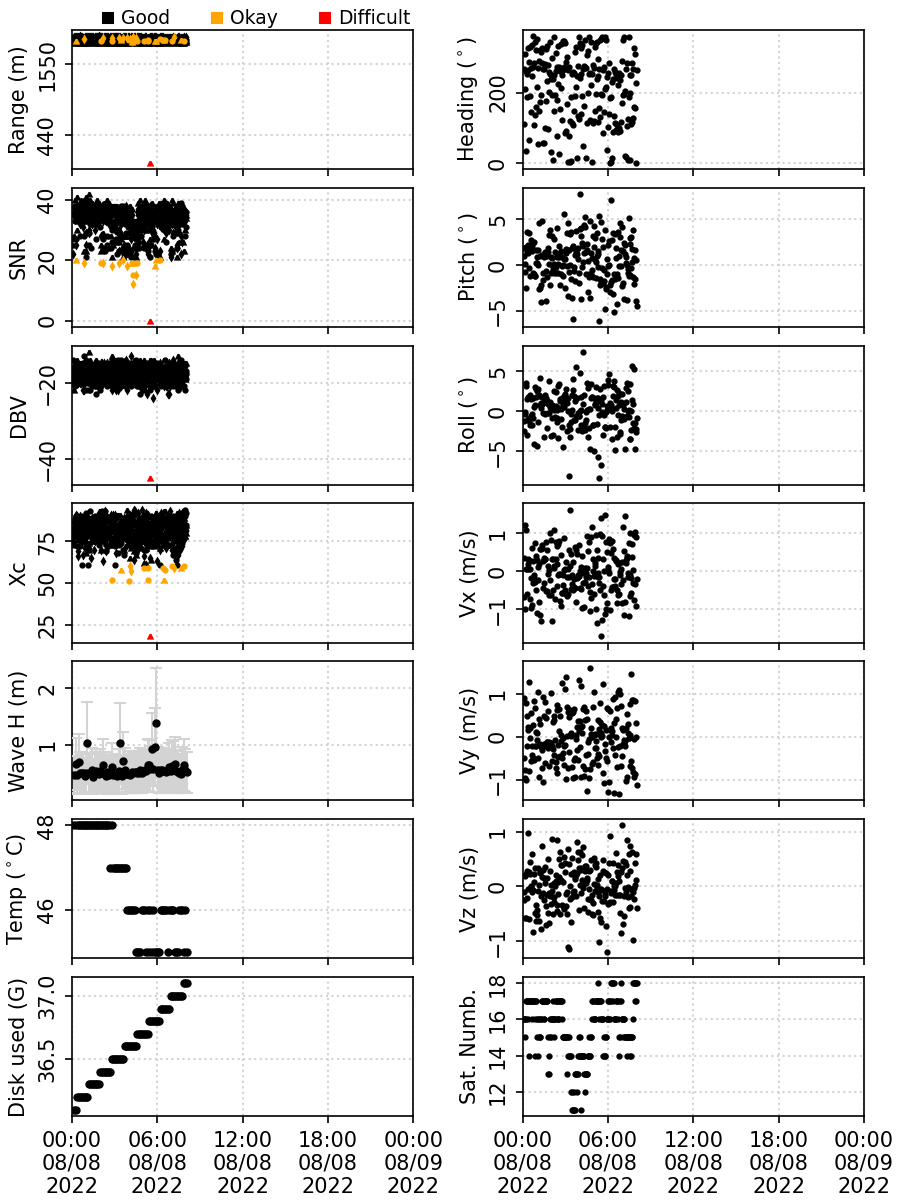 Good Okay Difficult
Range (m)
1550
440
Heading (°)
200
0
SNR
40
20
0
Pitch (°)
5
0
−5
DBV
−20
−40
Roll (°)
5
0
−5
Xc
75
50
25
Vx (m/s)
1
0
−1
Wave H (m)
2
1
Vy (m/s)
1
0
−1
Temp (°C)
48
46
Vz (m/s)
1
0
−1
Disk used (G)
37.0
36.5
Sat. Numb.
18
16
14
12
00:00 06:00 12:00 18:00 00:00
08/08 08/08 08/08 08/08 08/09
2022 2022 2022 2022 2022
00:00 06:00 12:00 18:00 00:00
08/08 08/08 08/08 08/08 08/09
2022 2022 2022 2022 2022